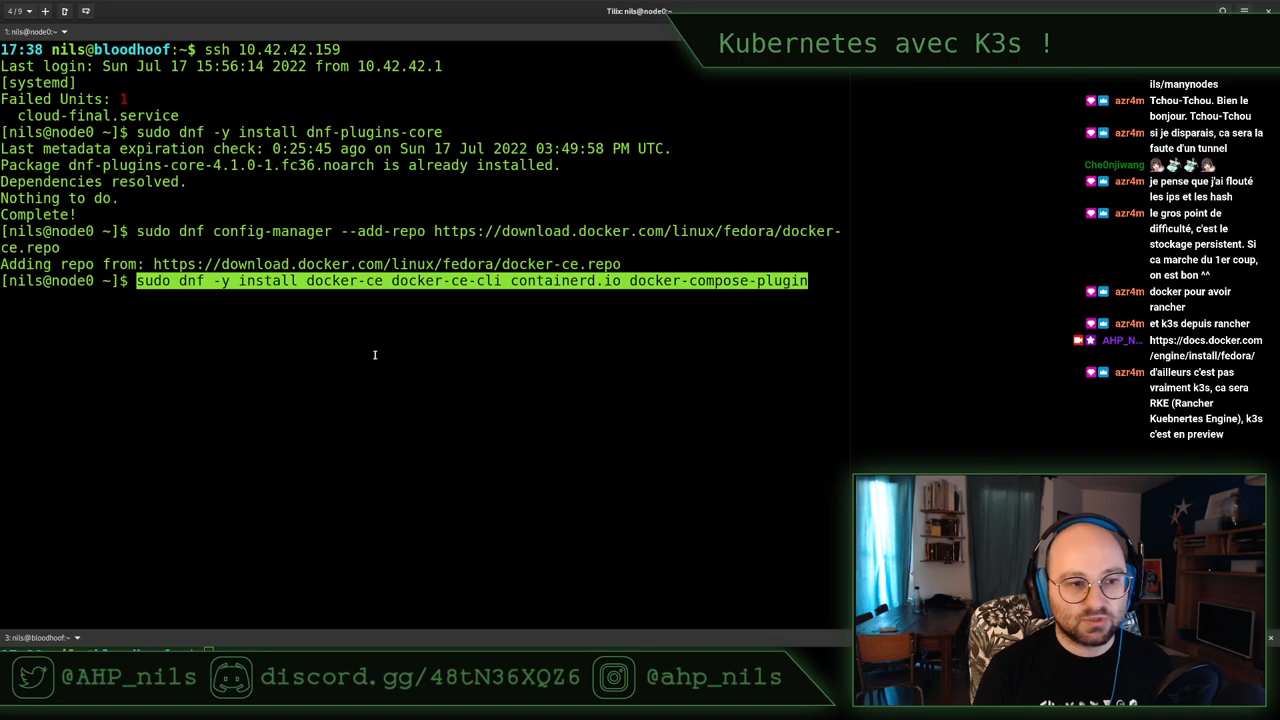 4 / 9
Tilix: nils@node0:~
1: nils@node0:~
Kubernetes avec K3s !
17:38 nils@bloodhoof:~$ ssh 10.42.42.159
Last login: Sun Jul 17 15:56:14 2022 from 10.42.42.1
[systemd]
Failed Units: 1
cloud-final.service
[nils@node0 ~]$ sudo dnf -y install dnf-plugins-core
Last metadata expiration check: 0:25:45 ago on Sun 17 Jul 2022 03:49:58 PM UTC.
Package dnf-plugins-core-4.1.0-1.fc36.noarch is already installed.
Dependencies resolved.
Nothing to do.
Complete!
[nils@node0 ~]$ sudo dnf config-manager --add-repo https://download.docker.com/linux/fedora/docker-
ce.repo
Adding repo from: https://download.docker.com/linux/fedora/docker-ce.repo
[nils@node0 ~]$ sudo dnf -y install docker-ce docker-ce-cli containerd.io docker-compose-plugin
ils/manynodes
azr4m Tchou-Tchou. Bien le
bonjour. Tchou-Tchou
azr4m si je disparais, ca sera la
faute d'un tunnel
Che0njiwang
azr4m je pense que j'ai flouté
les ips et les hash
azr4m le gros point de
difficulté, c'est le
stockage persistent. Si
ca marche du 1er coup,
on est bon ^^
azr4m docker pour avoir
rancher
azr4m et k3s depuis rancher
AHP_N... https://docs.docker.com
/engine/install/fedora/
azr4m d'ailleurs c'est pas
vraiment k3s, ca sera
RKE (Rancher
Kuebnertes Engine), k3s
c'est en preview
3: nils@bloodhoof:~
@AHP_nils
discord.gg/48tN36XQZ6
@ahp_nils